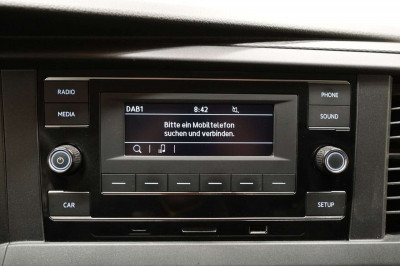 RADIO
MEDIA
DAB1 8:42
Bitte ein Mobiltelefon
suchen und verbinden.
PHONE
SOUND
CAR
SETUP